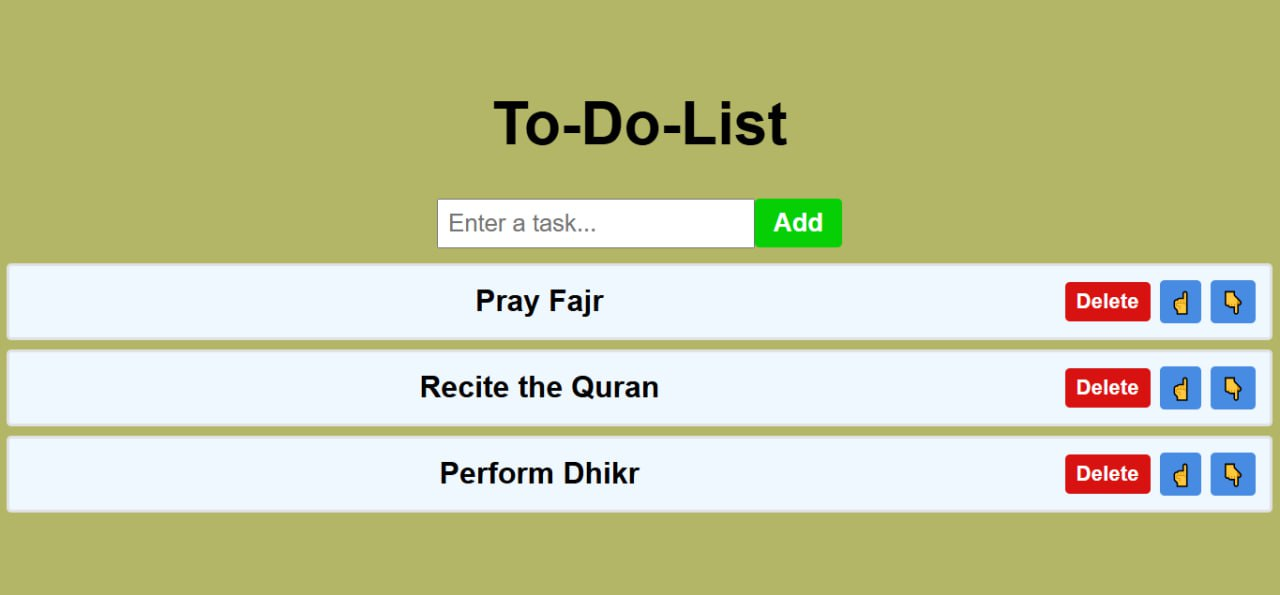 To-Do-List
Enter a task... Add
Pray Fajr Delete ☝ 👇
Recite the Quran Delete ☝ 👇
Perform Dhikr Delete ☝ 👇